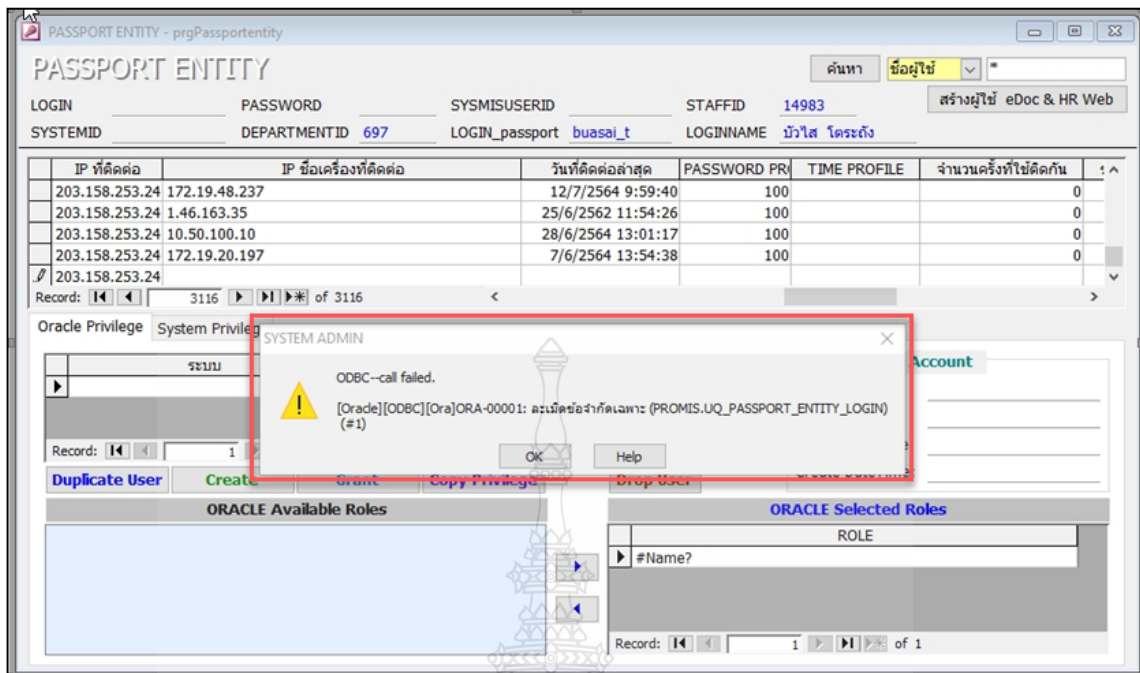 PASSPORT ENTITY - prgPassportentity
PASSPORT ENTITY
ค้นหา ชื่อผู้ใช้ *
LOGIN PASSWORD SYSMISUSERID STAFFID 14983 สร้างผู้ใช้ eDoc & HR Web
SYSTEMID DEPARTMENTID 697 LOGIN_passport buasai_t LOGINNAME บัวไส โตระถัง
IP ที่ติดต่อ IP ชื่อเครื่องที่ติดต่อ วันที่ติดต่อล่าสุด PASSWORD PR TIME PROFILE จำนวนครั้งที่ใช้ติดกัน
203.158.253.24 172.19.48.237 12/7/2564 9:59:40 100 0
203.158.253.24 1.46.163.35 25/6/2562 11:54:26 100 0
203.158.253.24 10.50.100.10 28/6/2564 13:01:17 100 0
203.158.253.24 172.19.20.197 7/6/2564 13:54:38 100 0
203.158.253.24
Record: 3116 of 3116
Oracle Privilege System Privileg
SYSTEM ADMIN
ระบบ
Account
ODBC--call failed.
[Oracle][ODBC][Ora]ORA-00001: ละเมิดข้อจำกัดเฉพาะ (PROMIS.UQ_PASSPORT_ENTITY_LOGIN)
(#1)
Record: 1
OK Help
Duplicate User Create Grant Copy Privilege Drop User Create DateTime
ORACLE Available Roles ORACLE Selected Roles
ROLE
#Name?
Record: 1 of 1